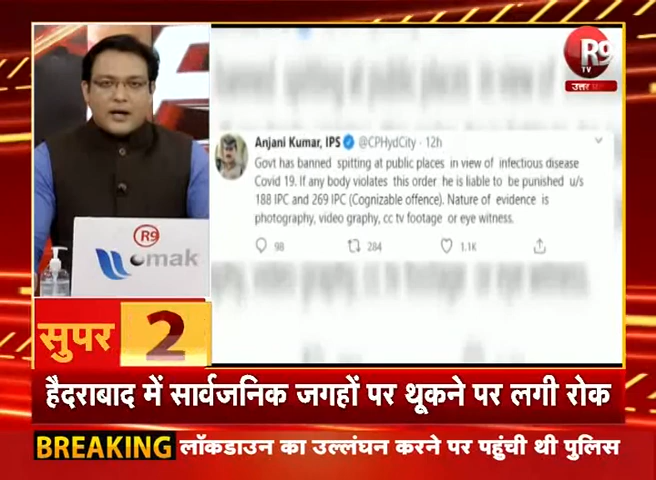 R9
TV
उत्तर
Anjani Kumar, IPS @CPHydCity · 12h
Govt has banned spitting at public places in view of infectious disease
Covid 19. If any body violates this order he is liable to be punished u/s
188 IPC and 269 IPC (Cognizable offence). Nature of evidence is
photography, video graphy, cc tv footage or eye witness.
98 284 1.1K
R9
omak
सुपर 2
हैदराबाद में सार्वजनिक जगहों पर थूकने पर लगी रोक
BREAKING लॉकडाउन का उल्लंघन करने पर पहुंची थी पुलिस